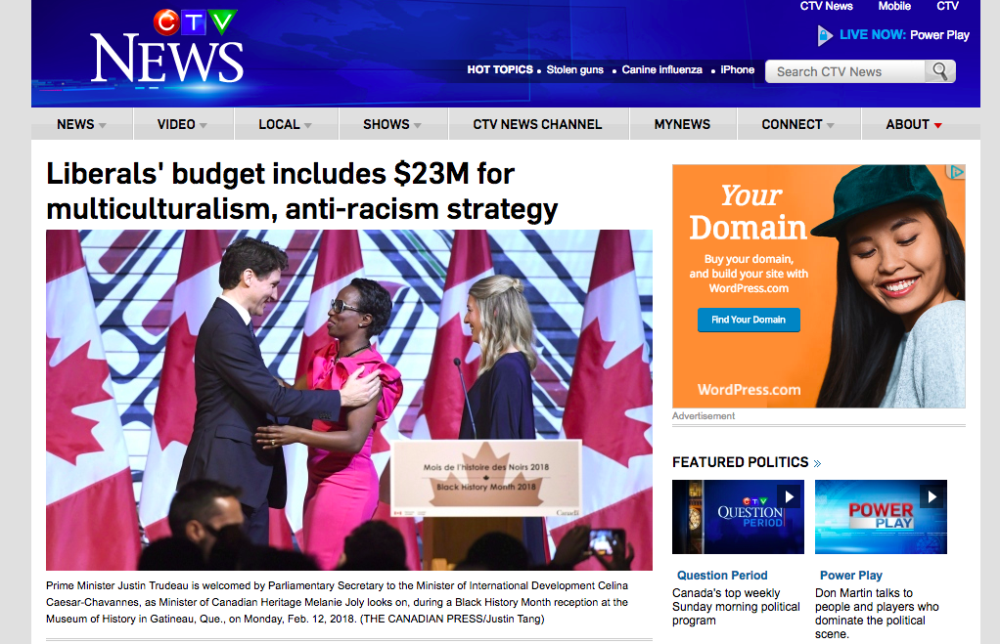 CTV
NEWS
CTV News Mobile CTV
LIVE NOW: Power Play
HOT TOPICS • Stolen guns • Canine influenza • iPhone
Search CTV News
NEWS VIDEO LOCAL SHOWS CTV NEWS CHANNEL MYNEWS CONNECT ABOUT
Liberals' budget includes $23M for
multiculturalism, anti-racism strategy
Mois de l'histoire des Noirs 2018
Black History Month 2018
Canada
Prime Minister Justin Trudeau is welcomed by Parliamentary Secretary to the Minister of International Development Celina
Caesar-Chavannes, as Minister of Canadian Heritage Melanie Joly looks on, during a Black History Month reception at the
Museum of History in Gatineau, Que., on Monday, Feb. 12, 2018. (THE CANADIAN PRESS/Justin Tang)
Your
Domain
Buy your domain,
and build your site with
WordPress.com
Find Your Domain
WordPress.com
Advertisement
FEATURED POLITICS »
CTV
QUESTION
PERIOD
POWER
PLAY
Question Period
Canada's top weekly
Sunday morning political
program
Power Play
Don Martin talks to
people and players who
dominate the political
scene.